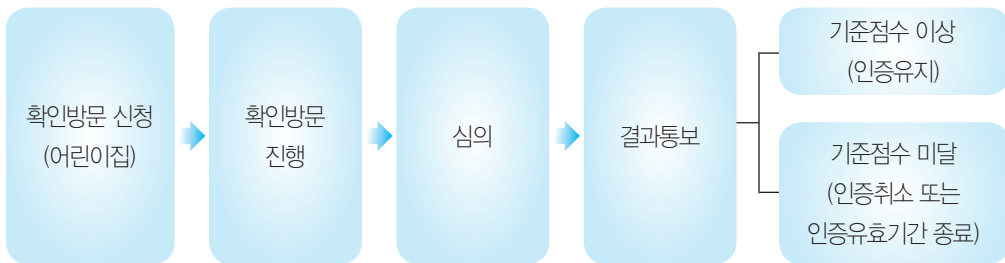 확인방문 신청
(어린이집)
확인방문
진행
심의
결과통보
기준점수 이상
(인증유지)
기준점수 미달
(인증취소 또는
인증유효기간 종료)